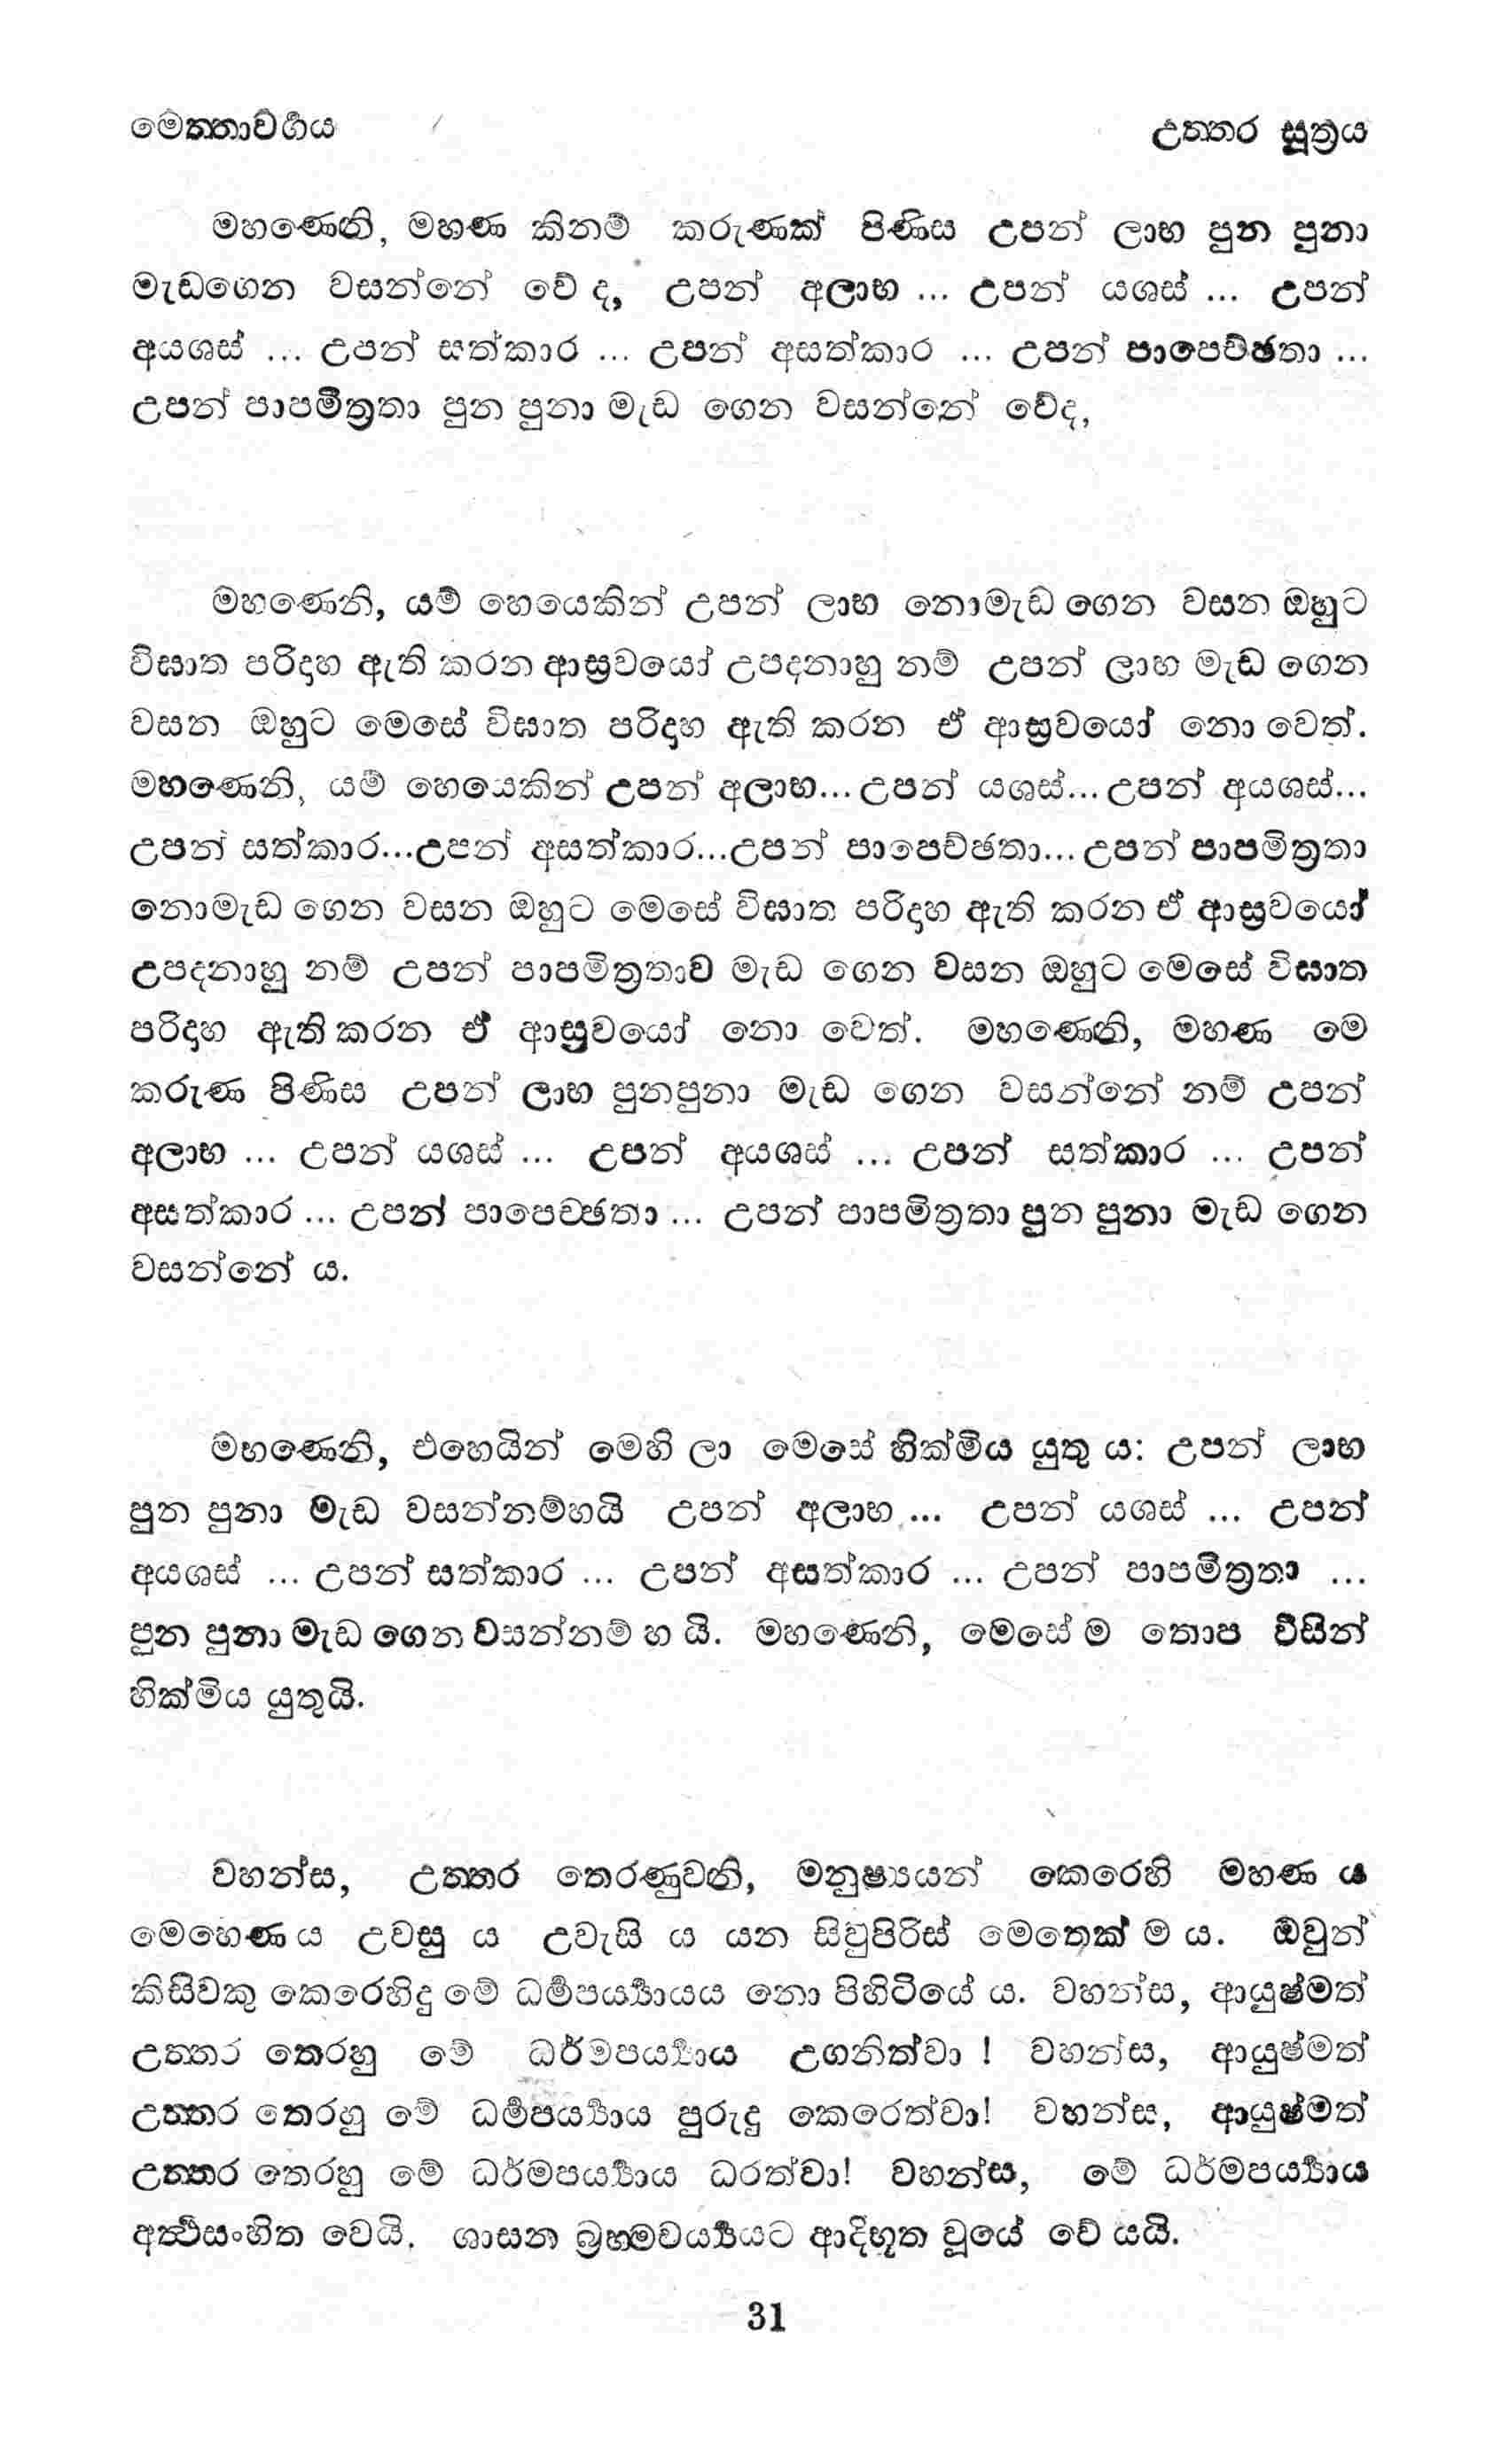 මෙත්තාවර්‍ගය
උත්තර සූත්‍රය
මහණෙනි, මහණ කිනම් කරුණක් පිණිස උපන් ලාභ පුන පුනා
මැඩගෙන වසන්නේ වේ ද, උපන් අලාභ ... උපන් යශස් ... උපන්
අයශස් ... උපන් සත්කාර ... උපන් අසත්කාර ... උපන් පාපෙච්ඡතා ...
උපන් පාපමිත්‍රතා පුන පුනා මැඩ ගෙන වසන්නේ වේද,
මහණෙනි, යම් හෙයෙකින් උපන් ලාභ නොමැඩ ගෙන වසන ඔහුට
විඝාත පරිදාහ ඇති කරන ආස්‍රවයෝ උපදනාහු නම් උපන් ලාභ මැඩ ගෙන
වසන ඔහුට මෙසේ විඝාත පරිදාහ ඇති කරන ඒ ආස්‍රවයෝ නො වෙත්.
මහණෙනි, යම් හෙයෙකින් උපන් අලාභ... උපන් යශස්... උපන් අයශස්...
උපන් සත්කාර...උපන් අසත්කාර...උපන් පාපෙච්ඡතා... උපන් පාපමිත්‍රතා
නොමැඩ ගෙන වසන ඔහුට මෙසේ විඝාත පරිදාහ ඇති කරන ඒ ආස්‍රවයෝ
උපදනාහු නම් උපන් පාපමිත්‍රතාව මැඩ ගෙන වසන ඔහුට මෙසේ විඝාත
පරිදාහ ඇති කරන ඒ ආස්‍රවයෝ නො වෙත්. මහණෙනි, මහණ මෙ
කරුණ පිණිස උපන් ලාභ පුනපුනා මැඩ ගෙන වසන්නේ නම් උපන්
අලාභ ... උපන් යශස් ... උපන් අයශස් ... උපන් සත්කාර ... උපන්
අසත්කාර ... උපන් පාපෙච්ඡතා ... උපන් පාපමිත්‍රතා පුන පුනා මැඩ ගෙන
වසන්නේ ය.
මහණෙනි, එහෙයින් මෙහි ලා මෙසේ හික්මිය යුතු ය: උපන් ලාභ
පුන පුනා මැඩ වසන්නම්හයි උපන් අලාභ ... උපන් යශස් ... උපන්
අයශස් ... උපන් සත්කාර ... උපන් අසත්කාර ... උපන් පාපමිත්‍රතා ...
පුන පුනා මැඩ ගෙන වසන්නම් හ යි. මහණෙනි, මෙසේ ම තොප විසින්
හික්මිය යුතුයි.
වහන්ස, උත්තර තෙරණුවනි, මනුෂ්‍යයන් කෙරෙහි මහණ ය
මෙහෙණ ය උවසු ය උවැසි ය යන සිවුපිරිස් මෙතෙක් ම ය. ඔවුන්
කිසිවකු කෙරෙහිදු මේ ධර්‍මපර්‍ය්‍යායය නො පිහිටියේ ය. වහන්ස, ආයුෂ්මත්
උත්තර තෙරහු මේ ධර්මපර්‍ය්‍යාය උගනිත්වා ! වහන්ස, ආයුෂ්මත්
උත්තර තෙරහු මේ ධර්‍මපර්‍ය්‍යාය පුරුදු කෙරෙත්වා! වහන්ස, ආයුෂ්මත්
උත්තර තෙරහු මේ ධර්මපර්‍ය්‍යාය ධරත්වා! වහන්ස, මේ ධර්මපර්‍ය්‍යාය
අර්‍ත්‍ථසංහිත වෙයි. ශාසන බ්‍රහ්මචර්‍ය්‍යයට ආදිභූත වූයේ වේ යයි.
31